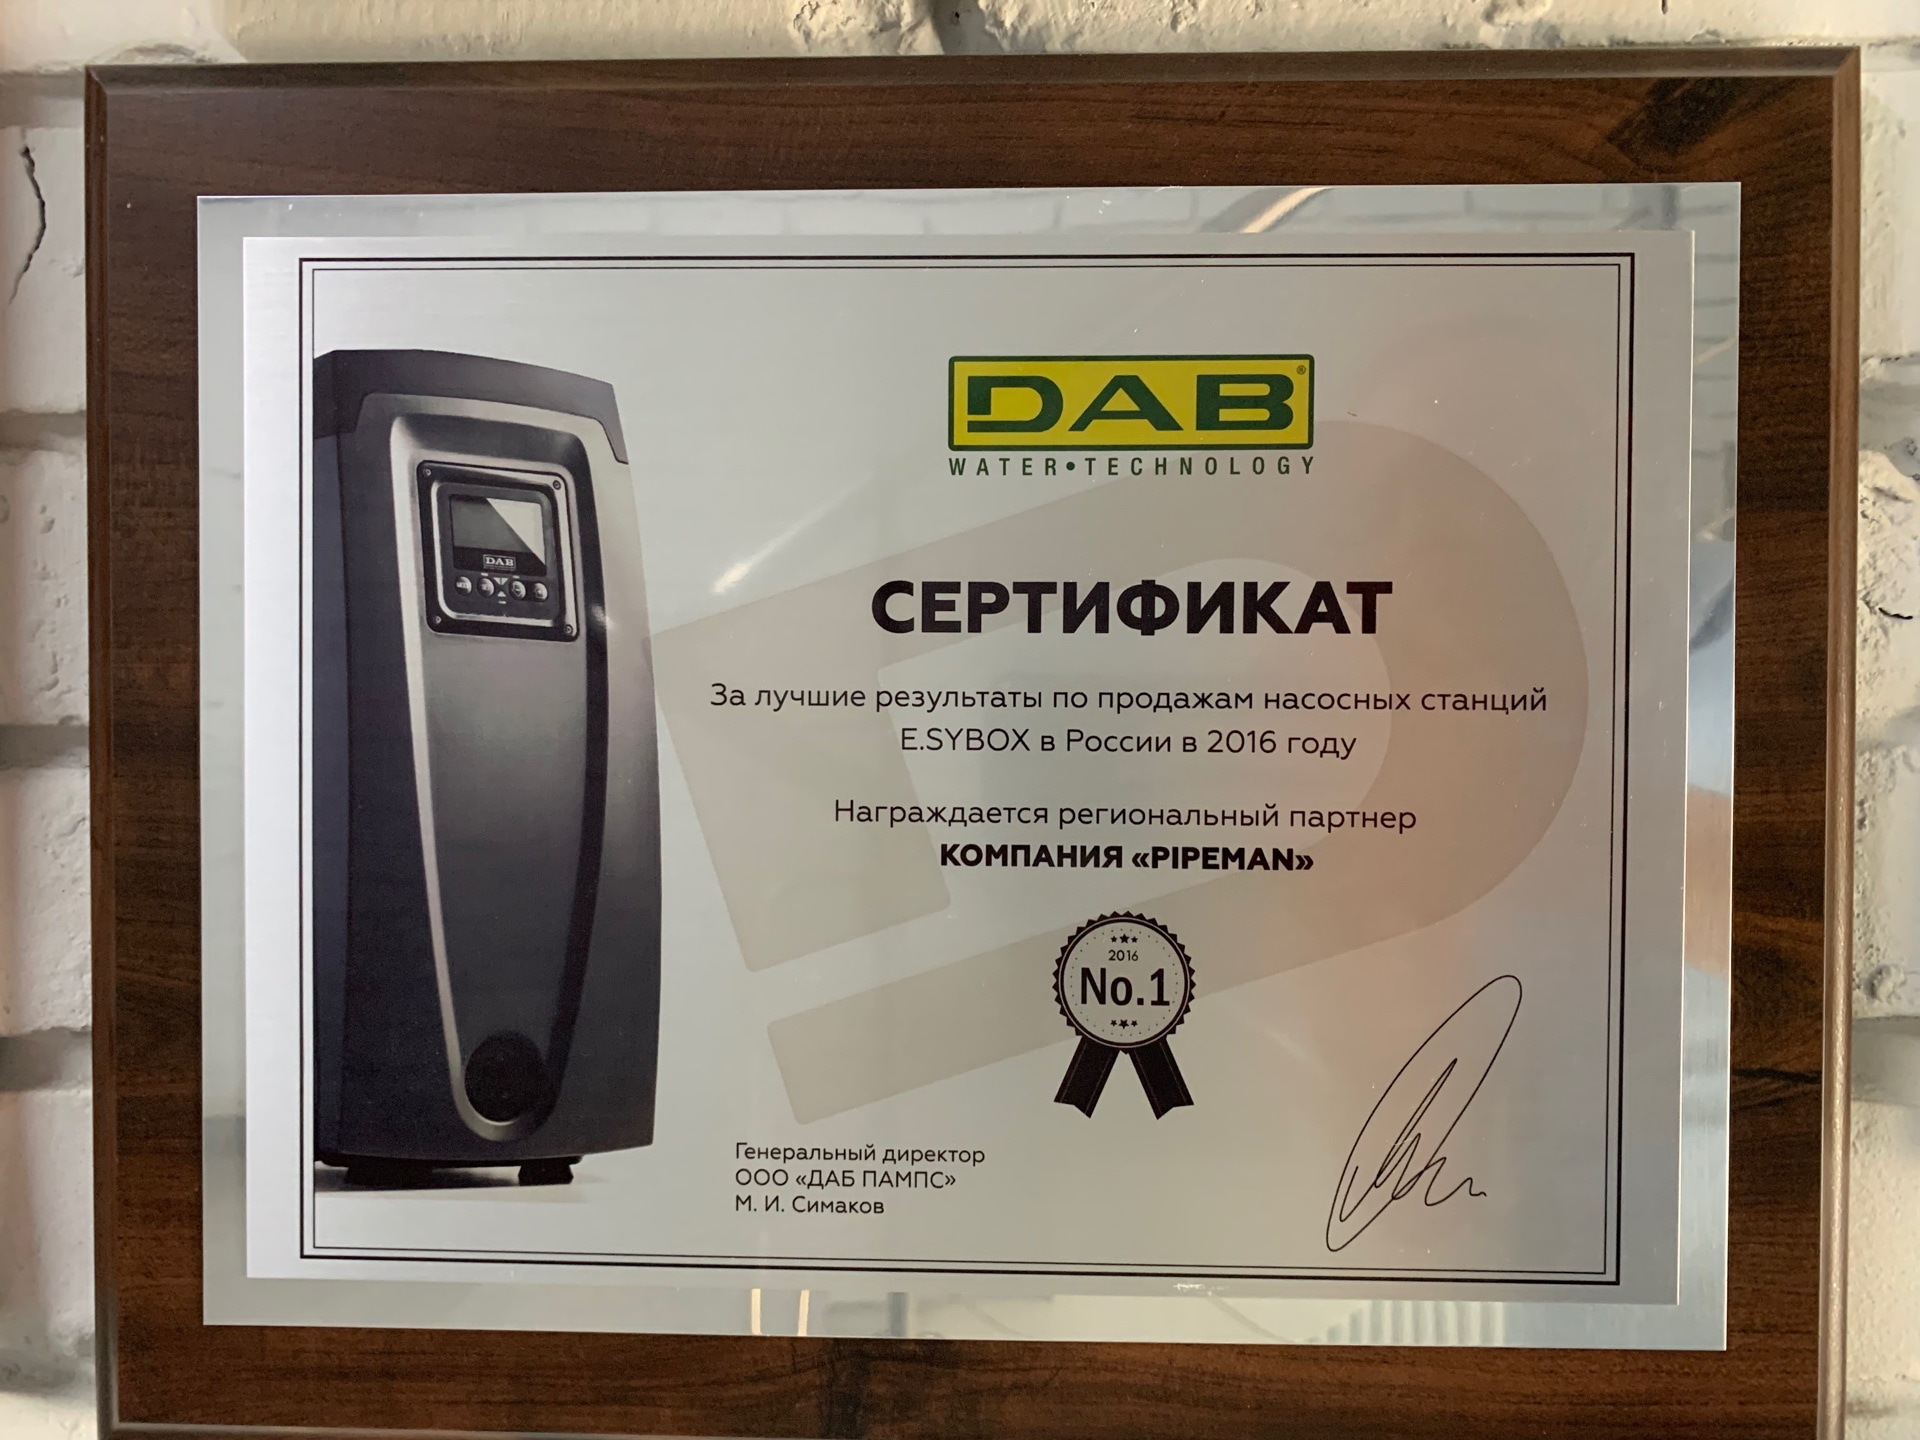 DAB®
WATER•TECHNOLOGY
DAB
СЕРТИФИКАТ
За лучшие результаты по продажам насосных станций
E.SYBOX в России в 2016 году
Награждается региональный партнер
КОМПАНИЯ «PIPEMAN»
2016
No.1
Генеральный директор
ООО «ДАБ ПАМПС»
М. И. Симаков